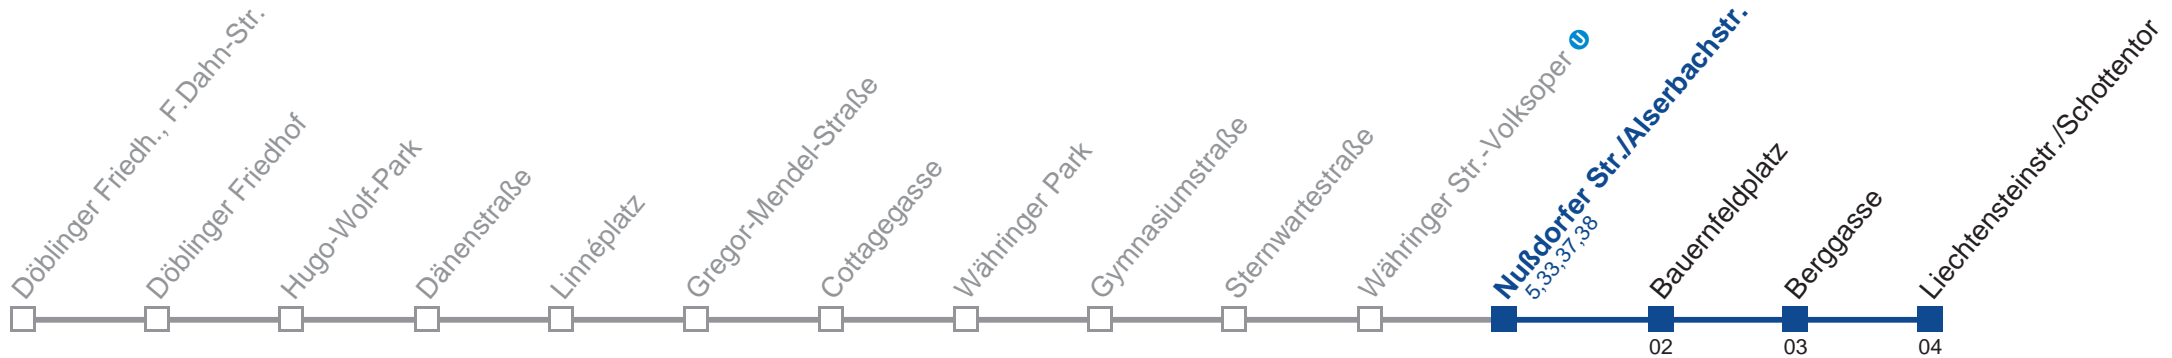 Döblinger Friedh., F.Dahn-Str.
Döblinger Friedhof
Hugo-Wolf-Park
Dänenstraße
Linnéplatz
Gregor-Mendel-Straße
Cottagegasse
Währinger Park
Gymnasiumstraße
Sternwartestraße
Währinger Str.-Volksoper U
Nußdorfer Str./Alserbachstr.
5,33,37,38
Bauernfeldplatz
Berggasse
Liechtensteinstr./Schottentor
02
03
04